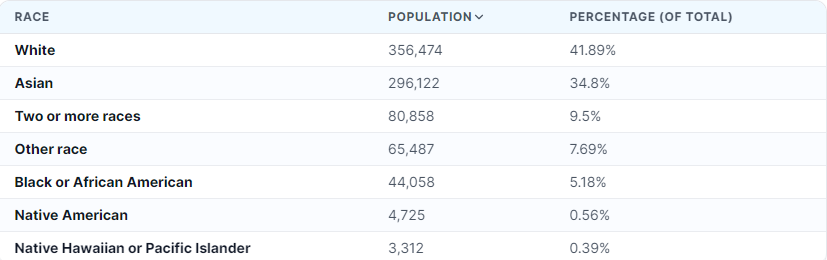 RACE POPULATION PERCENTAGE (OF TOTAL)
White 356,474 41.89%
Asian 296,122 34.8%
Two or more races 80,858 9.5%
Other race 65,487 7.69%
Black or African American 44,058 5.18%
Native American 4,725 0.56%
Native Hawaiian or Pacific Islander 3,312 0.39%